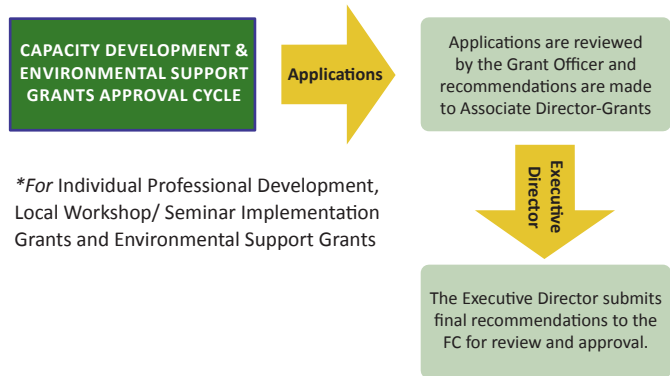 CAPACITY DEVELOPMENT &
ENVIRONMENTAL SUPPORT
GRANTS APPROVAL CYCLE
Applications
Applications are reviewed
by the Grant Officer and
recommendations are made
to Associate Director-Grants
*For Individual Professional Development,
Local Workshop/ Seminar Implementation
Grants and Environmental Support Grants
Executive
Director
The Executive Director submits
final recommendations to the
FC for review and approval.